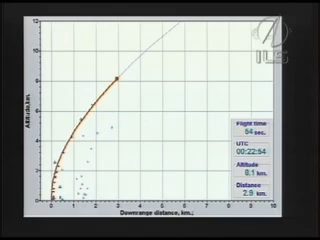 ILS
12
10
8
6
4
2
0
Altitude, km.
0 1 2 3 4 5 6 7 8 9 10
Downrange distance, km.;
Flight time
54 sec.
UTC
00:22:54
Altitude
8.1 km.
Distance
2.9 km.